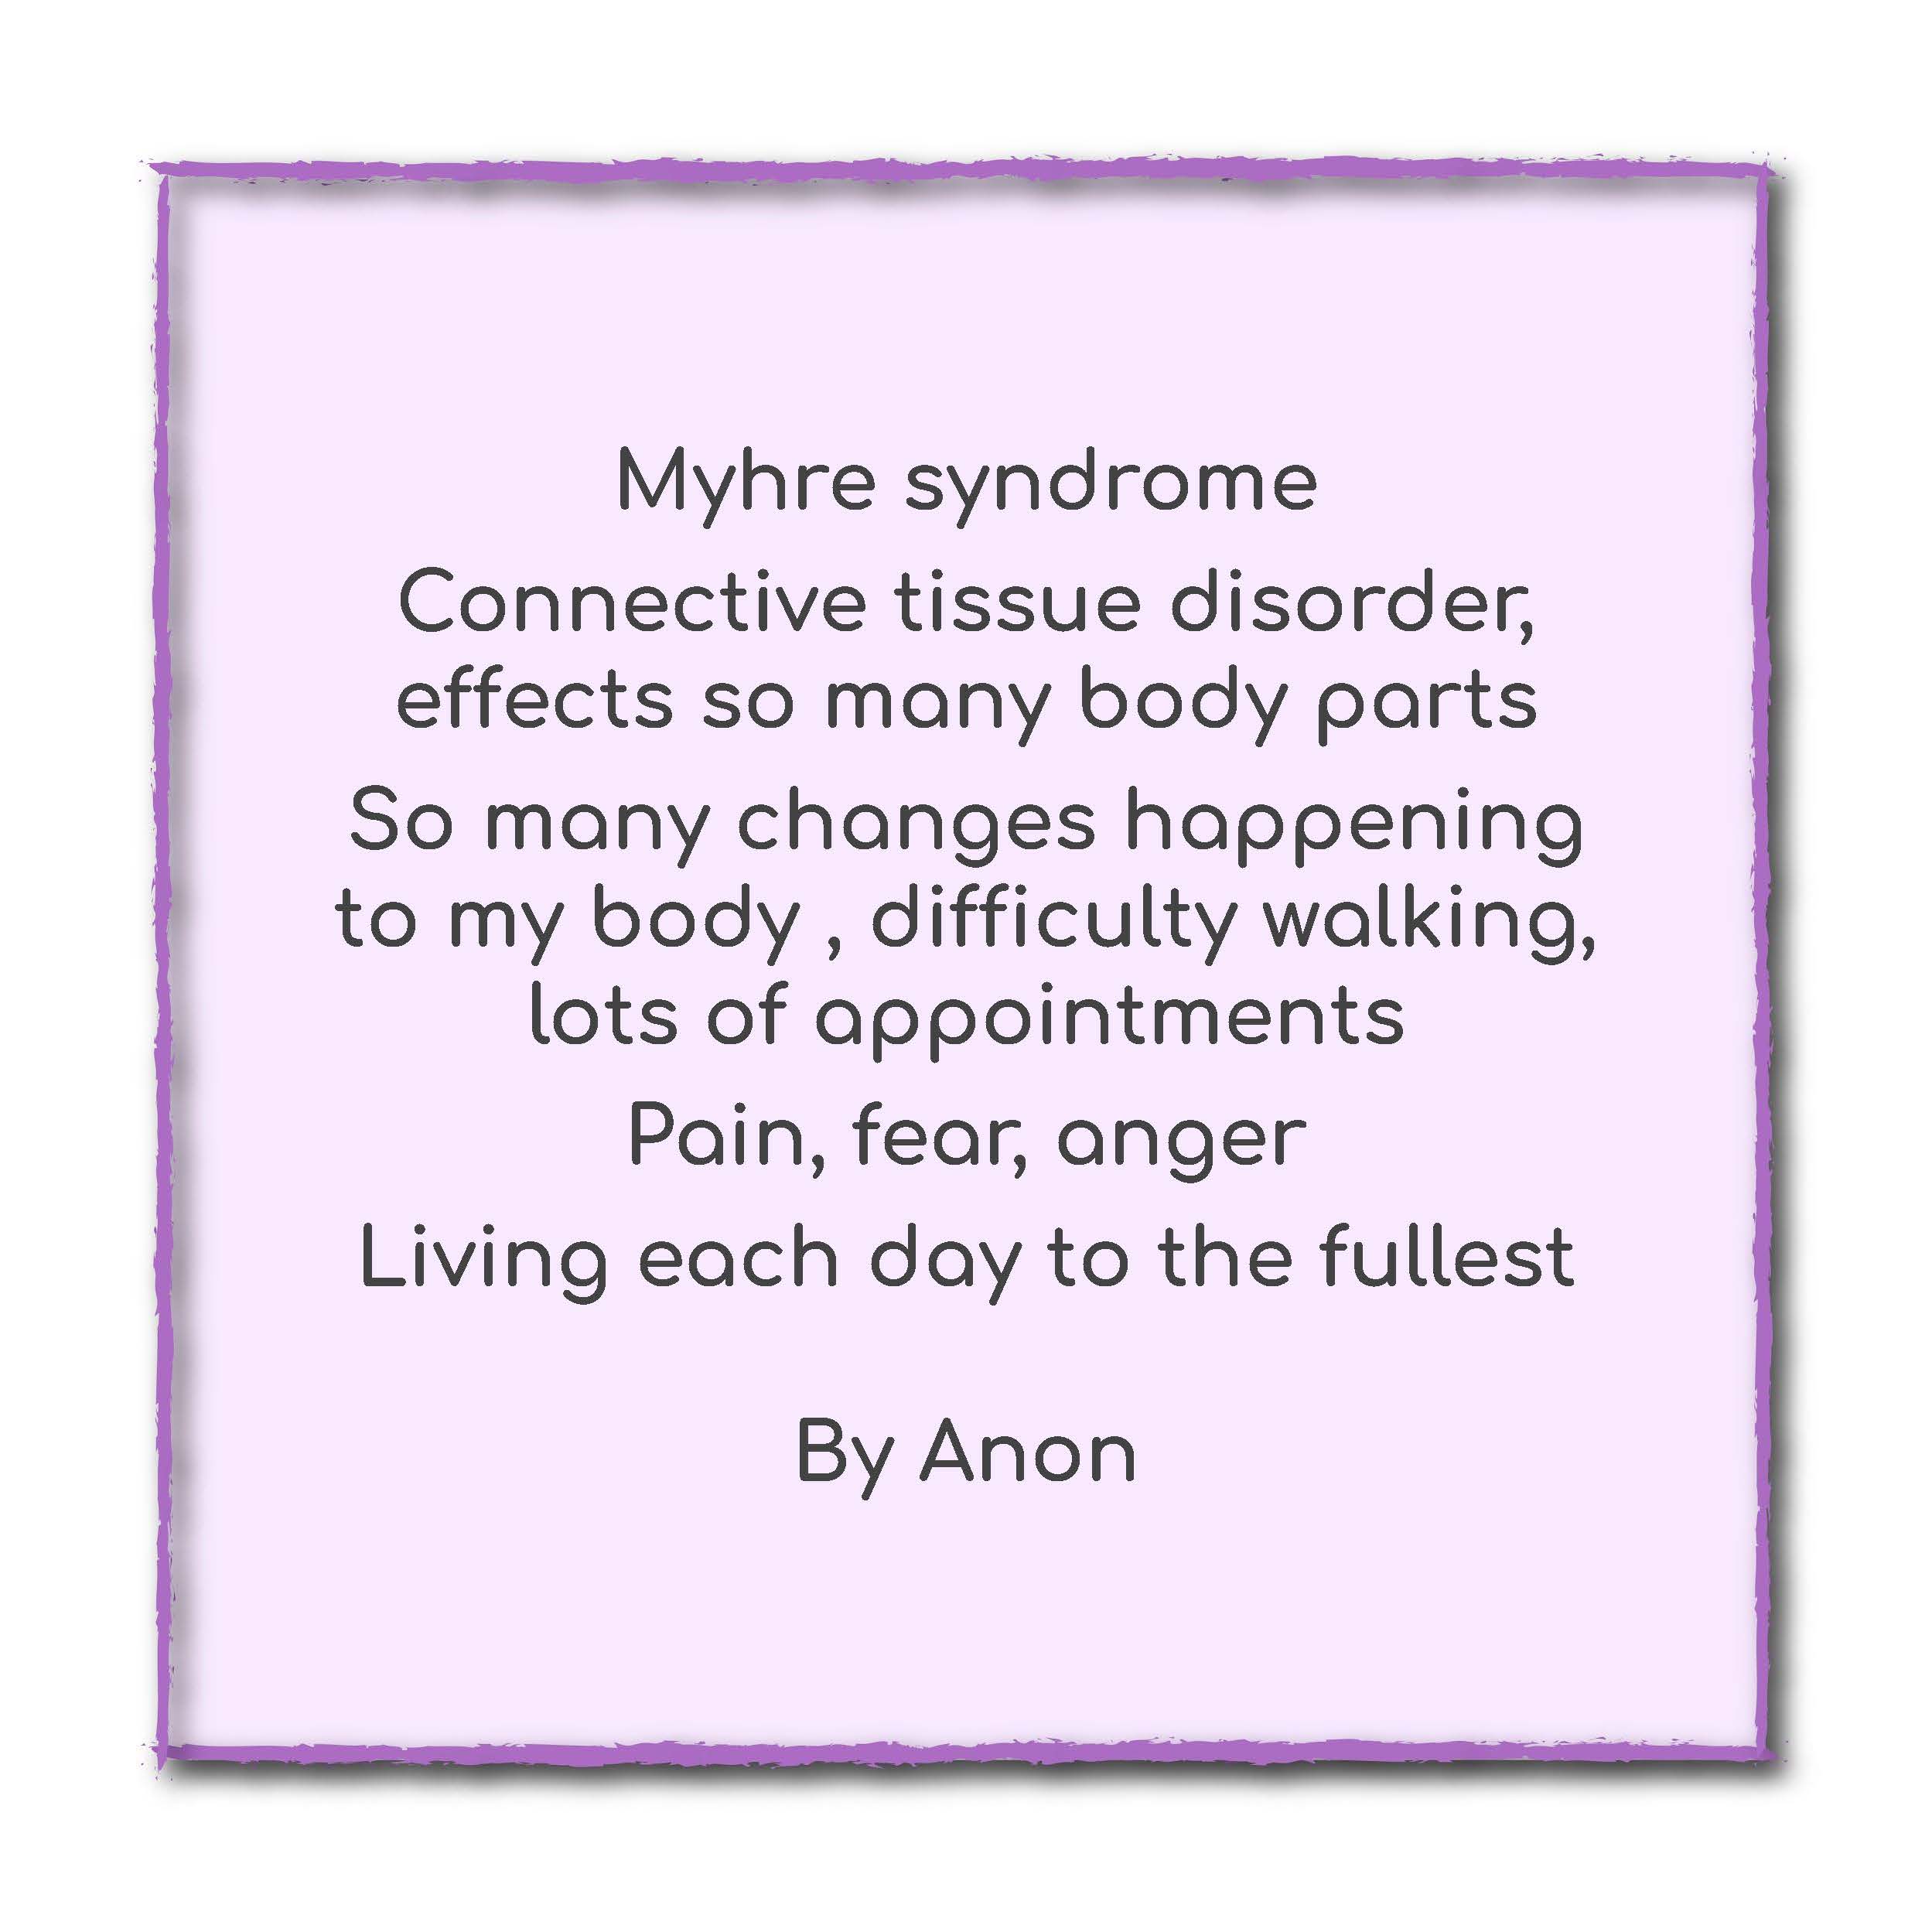 Myhre syndrome
Connective tissue disorder,
effects so many body parts
So many changes happening
to my body , difficulty walking,
lots of appointments
Pain, fear, anger
Living each day to the fullest
By Anon